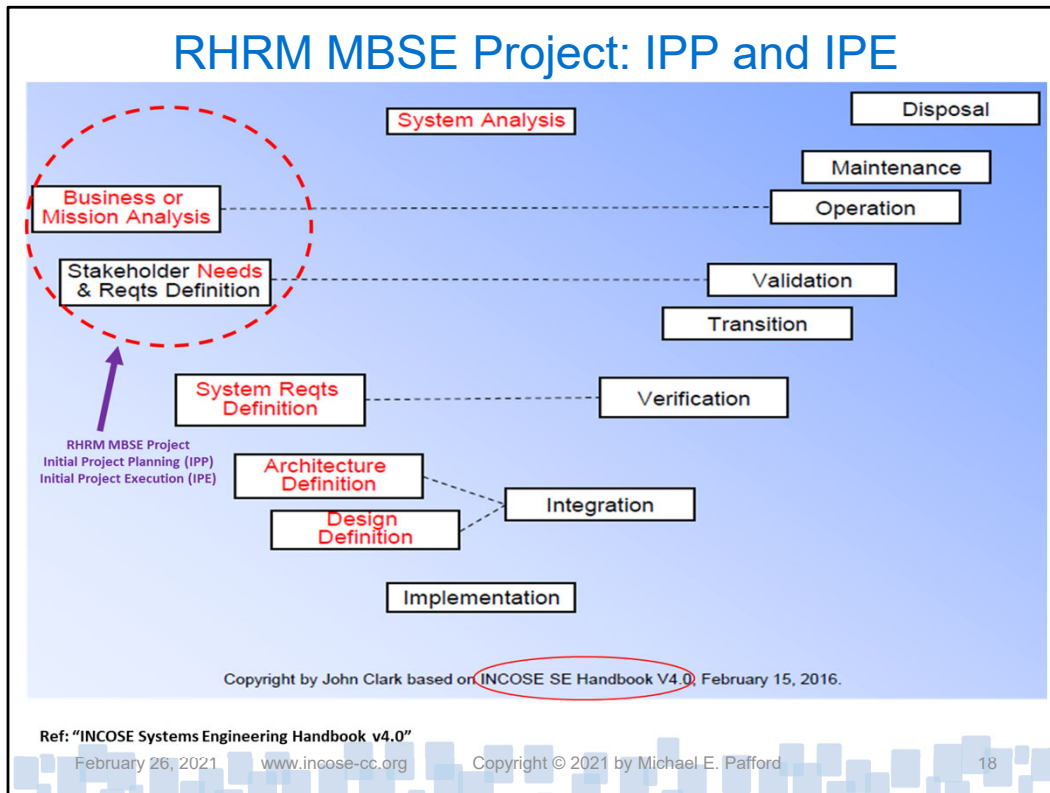 RHRM MBSE Project: IPP and IPE
System Analysis
Disposal
Maintenance
Business or
Mission Analysis
Operation
Stakeholder Needs
& Reqts Definition
Validation
Transition
System Reqts
Definition
Verification
RHRM MBSE Project
Initial Project Planning (IPP)
Initial Project Execution (IPE)
Architecture
Definition
Integration
Design
Definition
Implementation
Copyright by John Clark based on INCOSE SE Handbook V4.0, February 15, 2016.
Ref: “INCOSE Systems Engineering Handbook v4.0”
February 26, 2021 www.incose-cc.org Copyright © 2021 by Michael E. Pafford 18